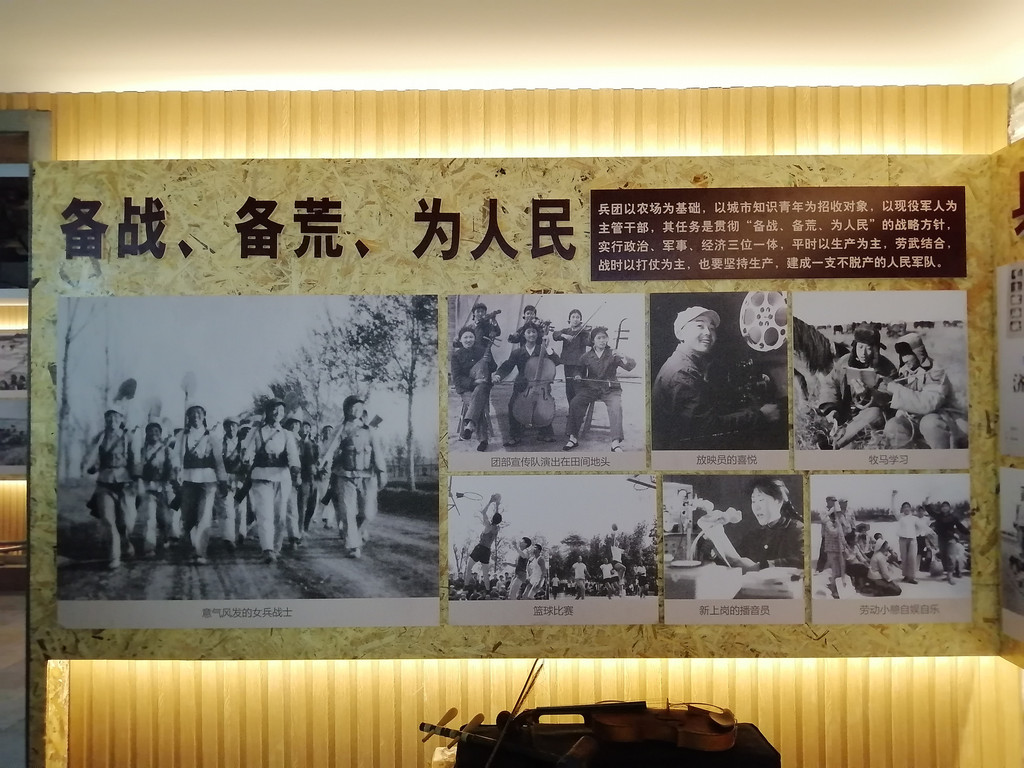 备战、备荒、为人民
兵团以农场为基础，以城市知识青年为招收对象，以现役军人为
主管干部，其任务是贯彻“备战、备荒、为人民”的战略方针，
实行政治、军事、经济三位一体，平时以生产为主，劳武结合，
战时以打仗为主，也要坚持生产，建成一支不脱产的人民军队。
团部宣传队演出在田间地头
放映员的喜悦
牧马学习
意气风发的女兵战士
篮球比赛
新上岗的播音员
劳动小憩自娱自乐